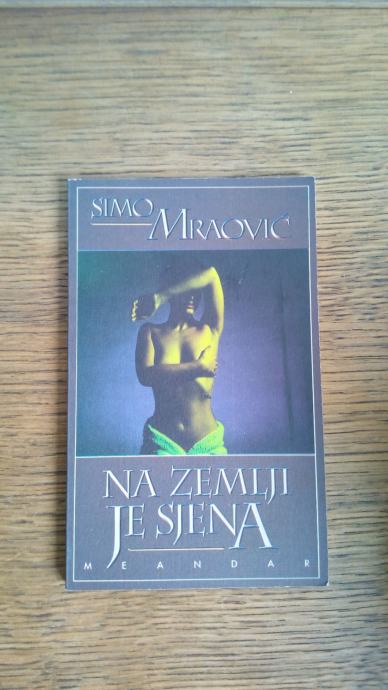 SIMO
MRAOVIĆ
NA ZEMLJI
JE SJENA
MEANDAR